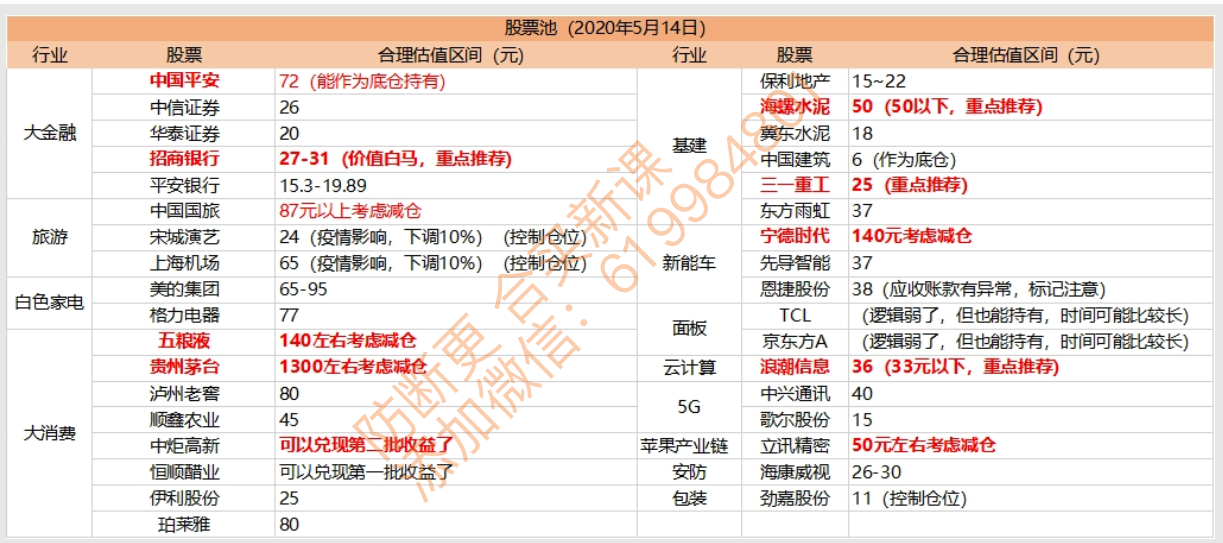 股票池（2020年5月14日）
行业 股票 合理估值区间（元） 行业 股票 合理估值区间（元）
大金融 中国平安 72（能作为底仓持有） 基建 保利地产 15~22
中信证券 26 海螺水泥 50（50以下，重点推荐）
华泰证券 20 冀东水泥 18
招商银行 27-31（价值白马，重点推荐） 中国建筑 6（作为底仓）
平安银行 15.3-19.89 三一重工 25（重点推荐）
旅游 中国国旅 87元以上考虑减仓 东方雨虹 37
宋城演艺 24（疫情影响，下调10%）（控制仓位） 新能车 宁德时代 140元考虑减仓
上海机场 65（疫情影响，下调10%）（控制仓位） 先导智能 37
白色家电 美的集团 65-95 恩捷股份 38（应收账款有异常，标记注意）
格力电器 77 面板 TCL （逻辑弱了，但也能持有，时间可能比较长）
大消费 五粮液 140左右考虑减仓 京东方A （逻辑弱了，但也能持有，时间可能比较长）
贵州茅台 1300左右考虑减仓 云计算 浪潮信息 36（33元以下，重点推荐）
泸州老窖 80 5G 中兴通讯 40
顺鑫农业 45 歌尔股份 15
中炬高新 可以兑现第二批收益了 苹果产业链 立讯精密 50元左右考虑减仓
恒顺醋业 可以兑现第一批收益了 安防 海康威视 26-30
伊利股份 25 包装 劲嘉股份 11（控制仓位）
珀莱雅 80
防断更 合买新课
添加微信：619984801